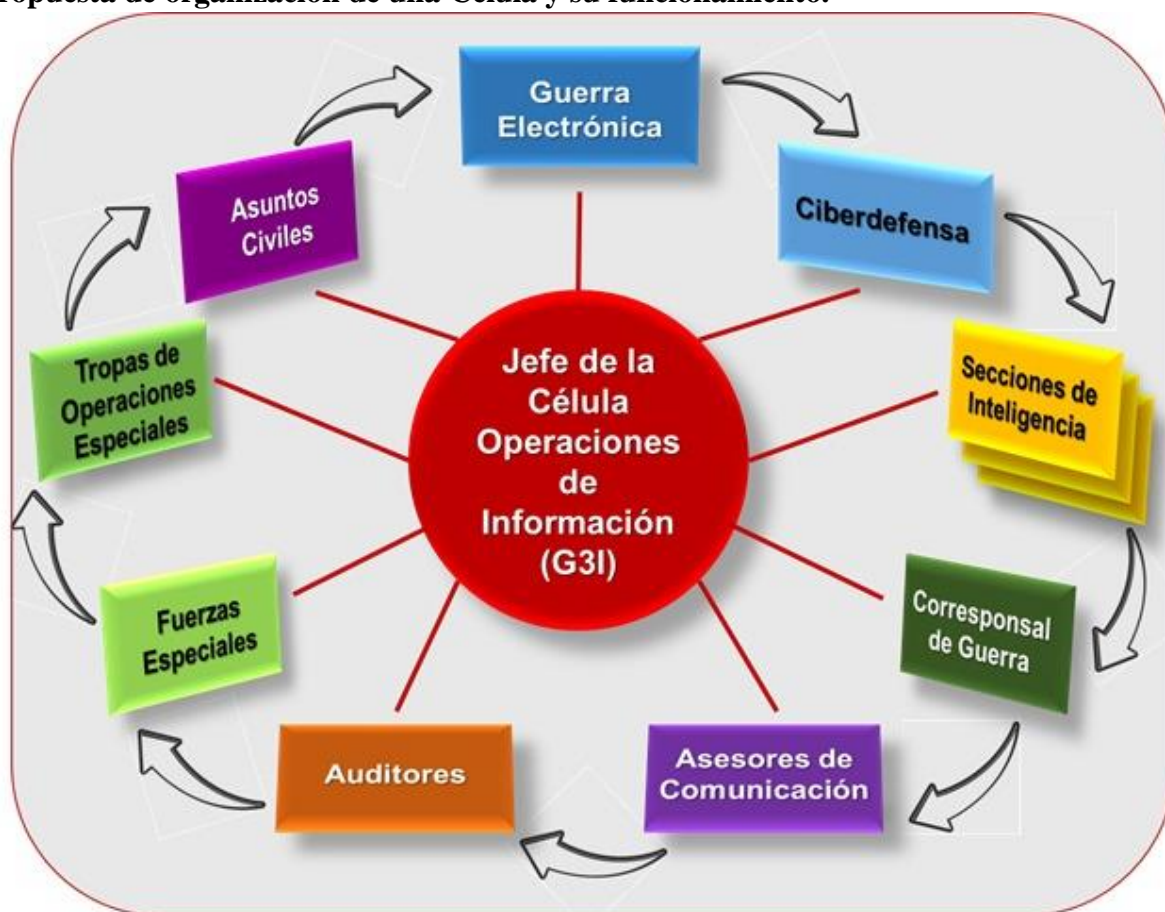 ropuesta de organización de una Célula y su funcionamiento.
Guerra
Electrónica
Ciberdefensa
Secciones de
Inteligencia
Corresponsal
de Guerra
Asesores de
Comunicación
Auditores
Fuerzas
Especiales
Tropas de
Operaciones
Especiales
Asuntos
Civiles
Jefe de la
Célula
Operaciones
de
Información
(G3I)